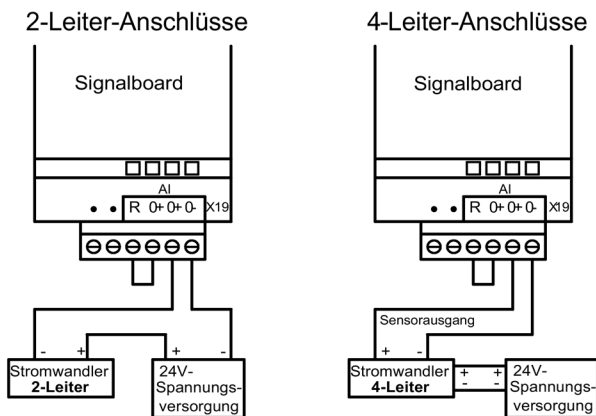 2-Leiter-Anschlüsse
Signalboard
AI
• • R 0+ 0+ 0- X19
- + + -
Stromwandler
2-Leiter
24V-
Spannungs-
versorgung
4-Leiter-Anschlüsse
Signalboard
AI
• • R 0+ 0+ 0- X19
Sensorausgang
+ -
Stromwandler
4-Leiter
+ +
- -
24V-
Spannungs-
versorgung